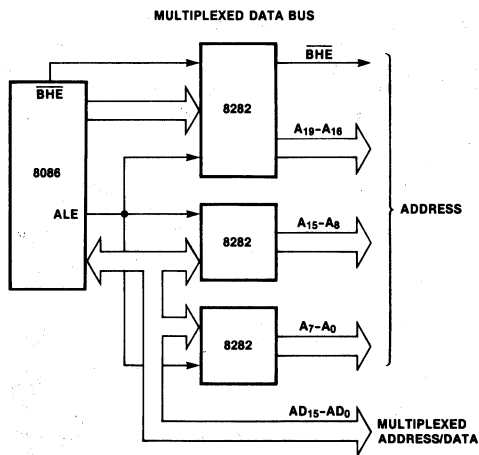 MULTIPLEXED DATA BUS
BHE
BHE
8282
A19–A16
8086
ALE
A15–A8
ADDRESS
8282
A7–A0
8282
AD15–AD0
MULTIPLEXED
ADDRESS/DATA